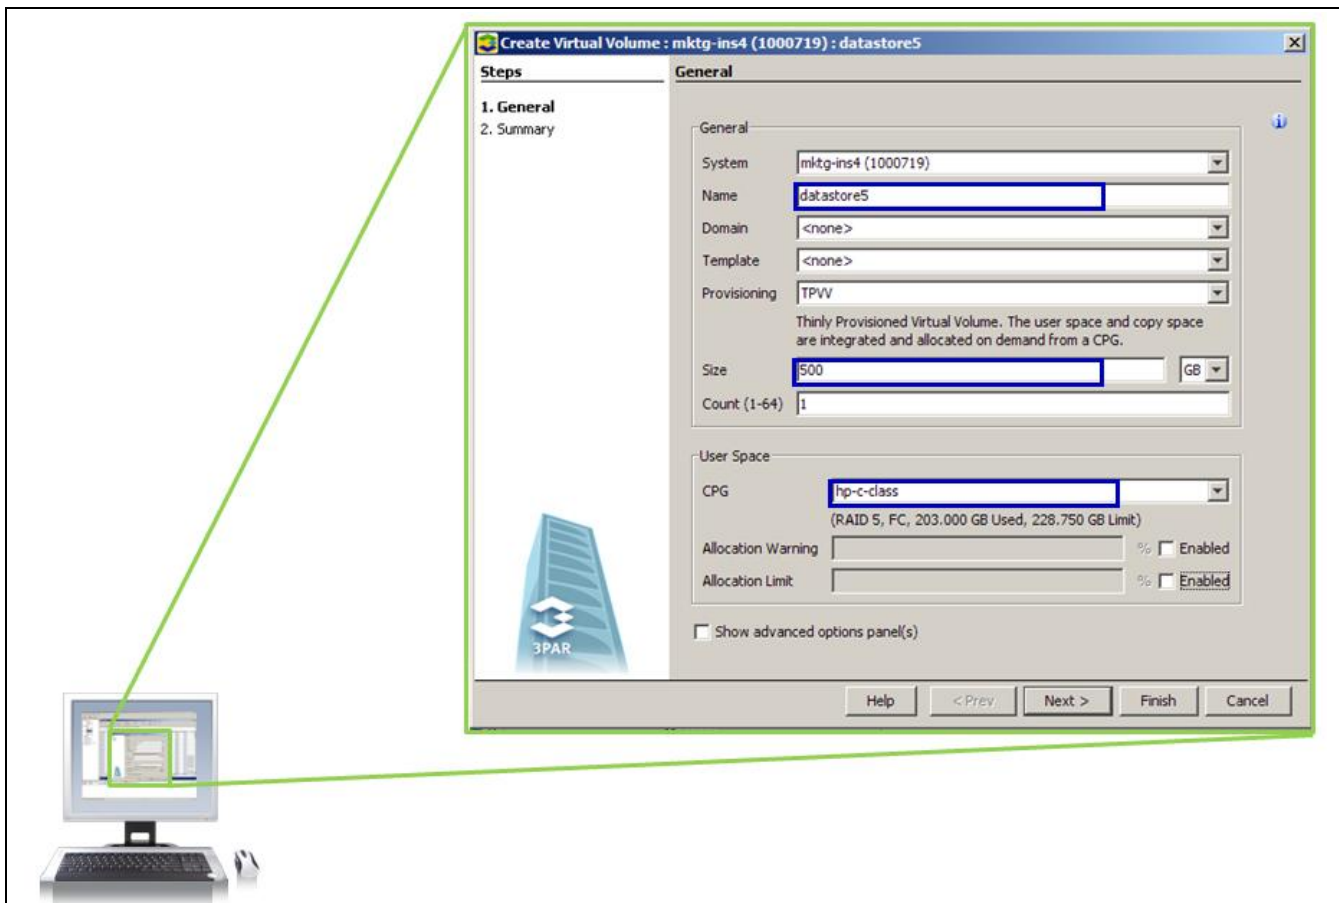 Create Virtual Volume : mktg-ins4 (1000719) : datastore5
Steps
General
1. General
2. Summary
General
System mktg-ins4 (1000719)
Name datastore5
Domain <none>
Template <none>
Provisioning TPVV
Thinly Provisioned Virtual Volume. The user space and copy space
are integrated and allocated on demand from a CPG.
Size 500 GB
Count (1-64) 1
User Space
CPG hp-c-class
(RAID 5, FC, 203.000 GB Used, 228.750 GB Limit)
Allocation Warning % Enabled
Allocation Limit % Enabled
Show advanced options panel(s)
3PAR
Help < Prev Next > Finish Cancel